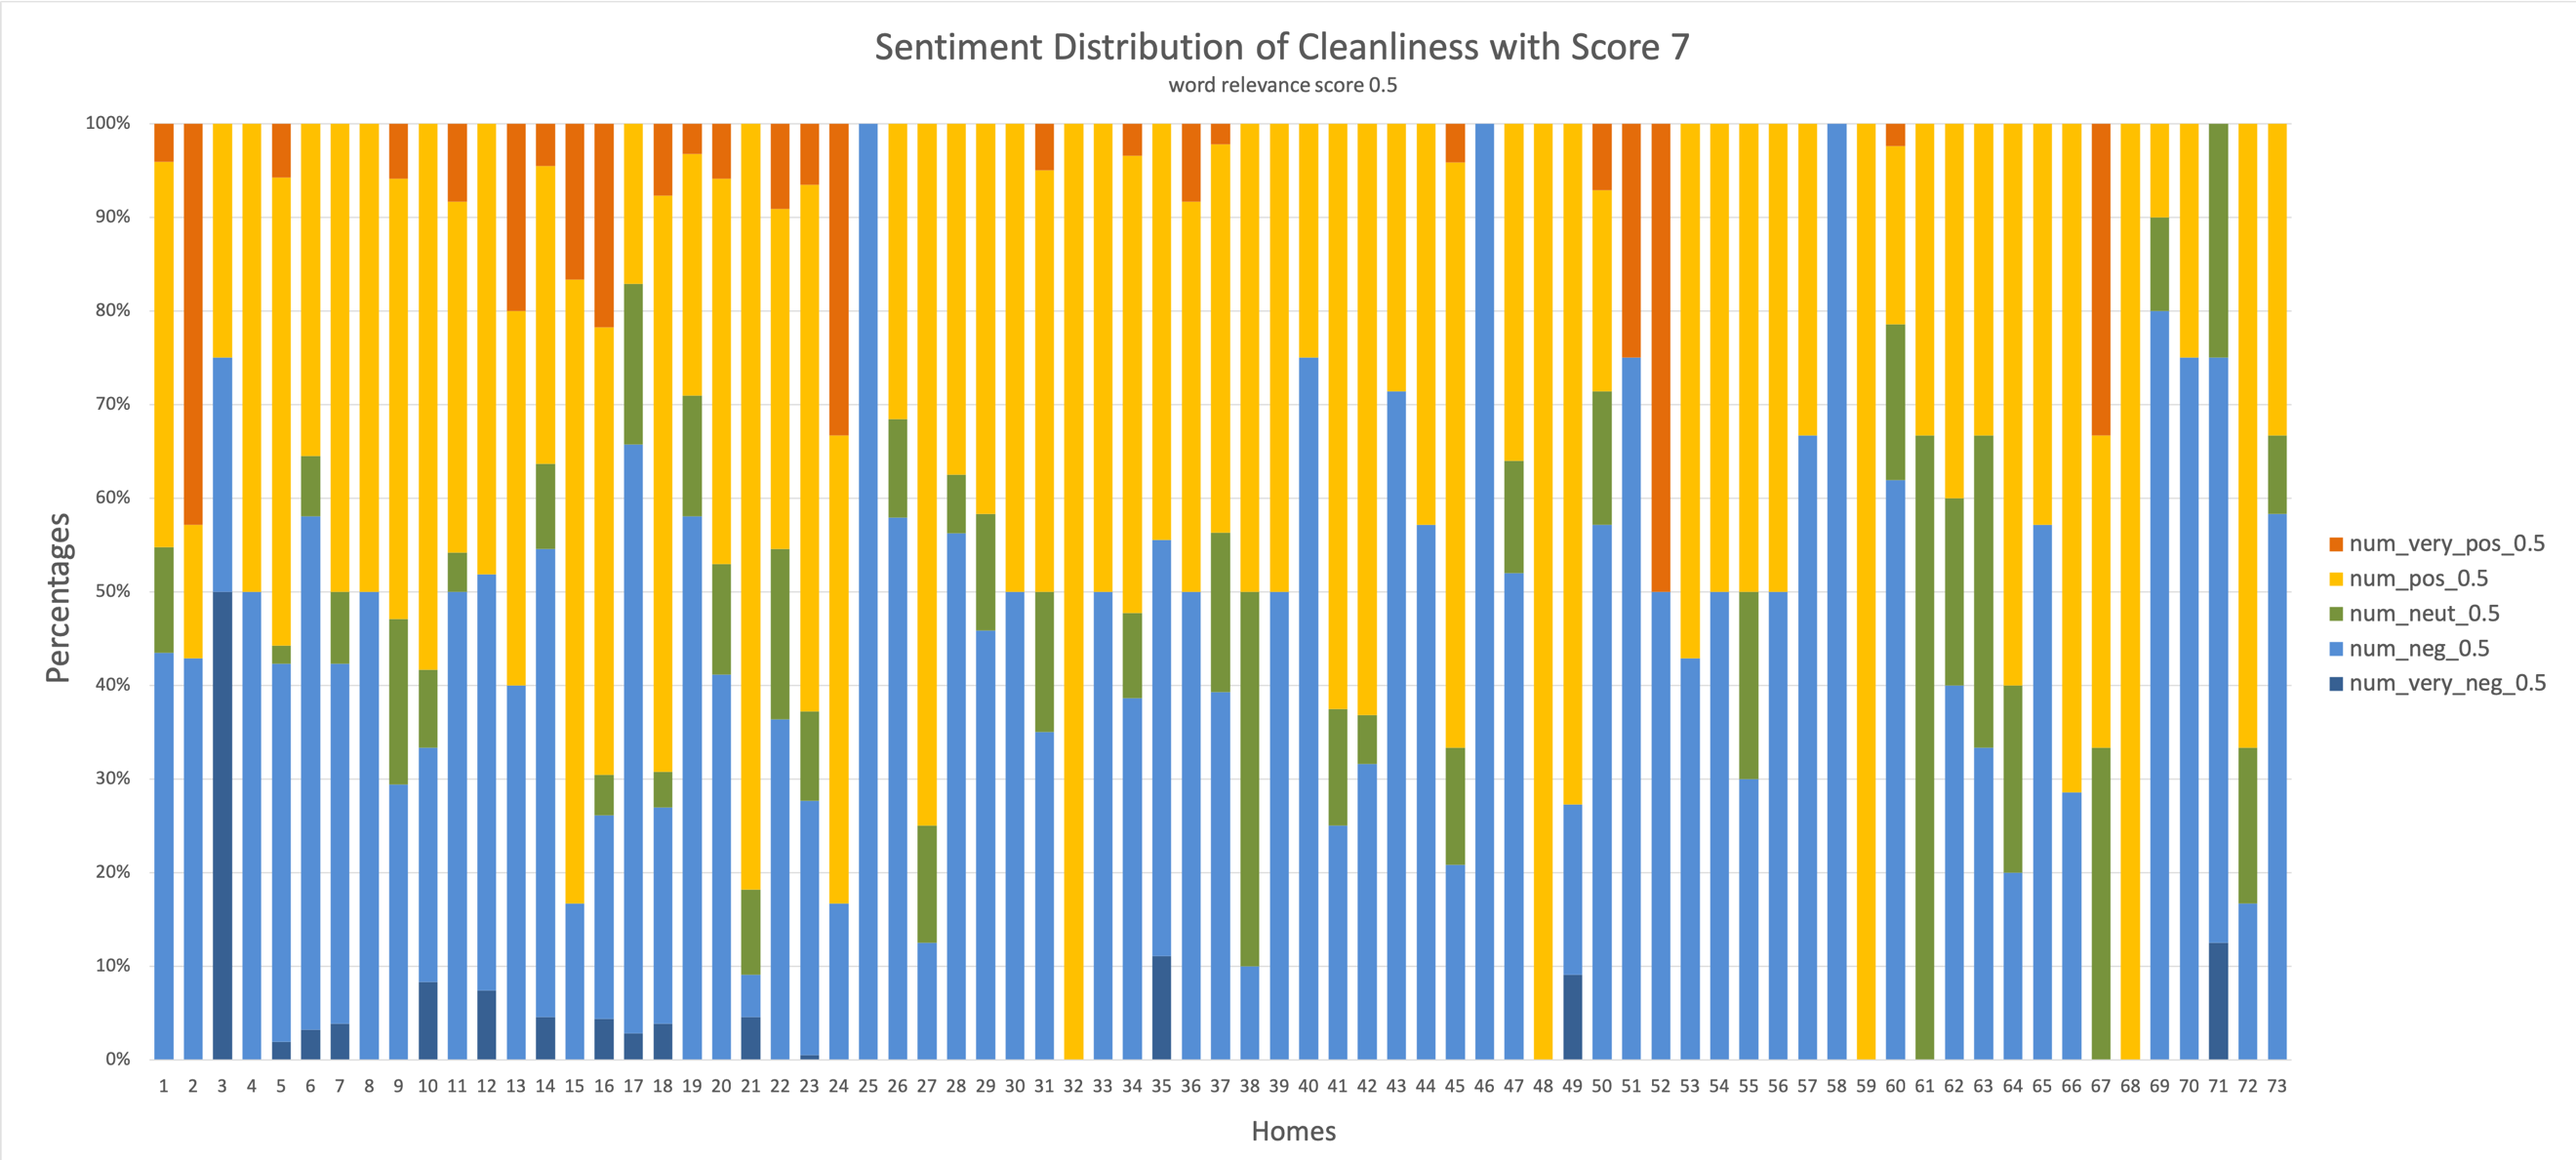 Sentiment Distribution of Cleanliness with Score 7
word relevance score 0.5
Percentages
100%
90%
80%
70%
60%
50%
40%
30%
20%
10%
0%
1 2 3 4 5 6 7 8 9 10 11 12 13 14 15 16 17 18 19 20 21 22 23 24 25 26 27 28 29 30 31 32 33 34 35 36 37 38 39 40 41 42 43 44 45 46 47 48 49 50 51 52 53 54 55 56 57 58 59 60 61 62 63 64 65 66 67 68 69 70 71 72 73
Homes
num_very_pos_0.5
num_pos_0.5
num_neut_0.5
num_neg_0.5
num_very_neg_0.5